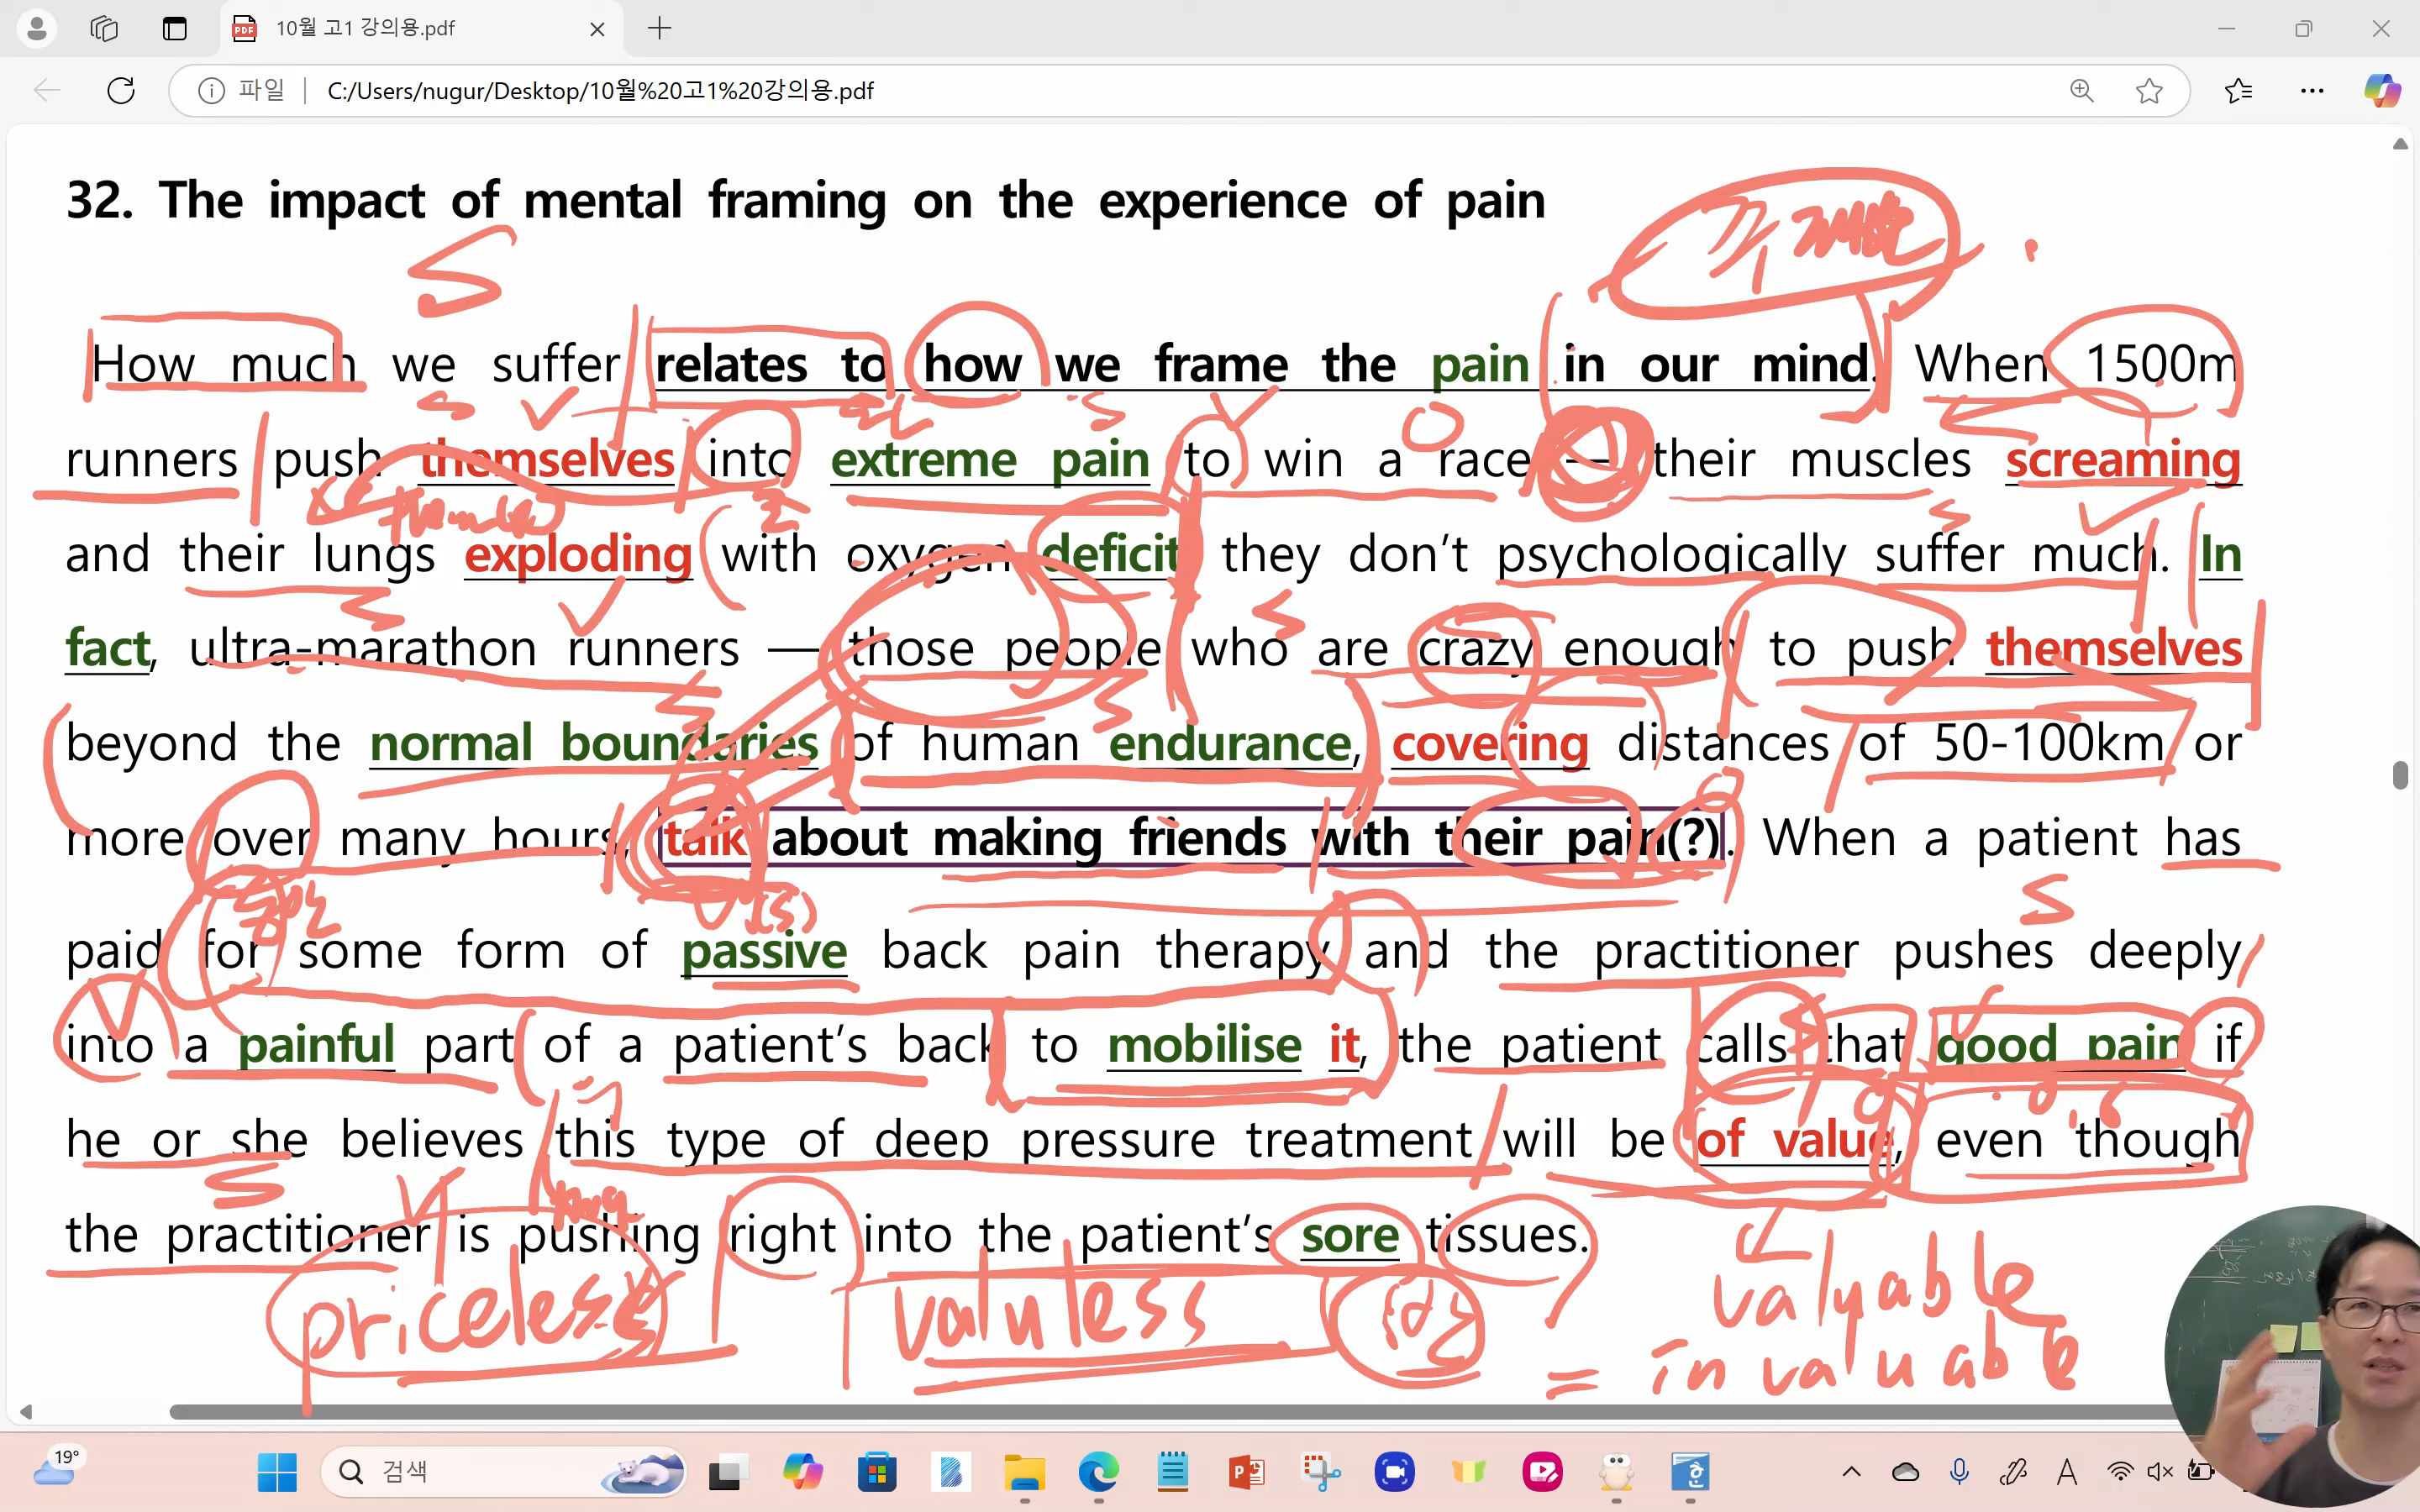 10월 고1 강의용.pdf
파일 C:/Users/nugur/Desktop/10월%20고1%20강의용.pdf
32. The impact of mental framing on the experience of pain
S
How much we suffer relates to how we frame the pain in our mind. When 1500m
runners push themselves into extreme pain to win a race — their muscles screaming
and their lungs exploding with oxygen deficit, they don't psychologically suffer much. In
fact, ultra-marathon runners — those people who are crazy enough to push themselves
beyond the normal boundaries of human endurance, covering distances of 50-100km or
more over many hours, talk about making friends with their pain(?). When a patient has
V(S) S
paid for some form of passive back pain therapy and the practitioner pushes deeply
into a painful part of a patient's back to mobilise it, the patient calls that good pain if
he or she believes this type of deep pressure treatment will be of value, even though
the practitioner is pushing right into the patient's sore tissues.
priceless valuless valuable
= invaluable
19° 검색